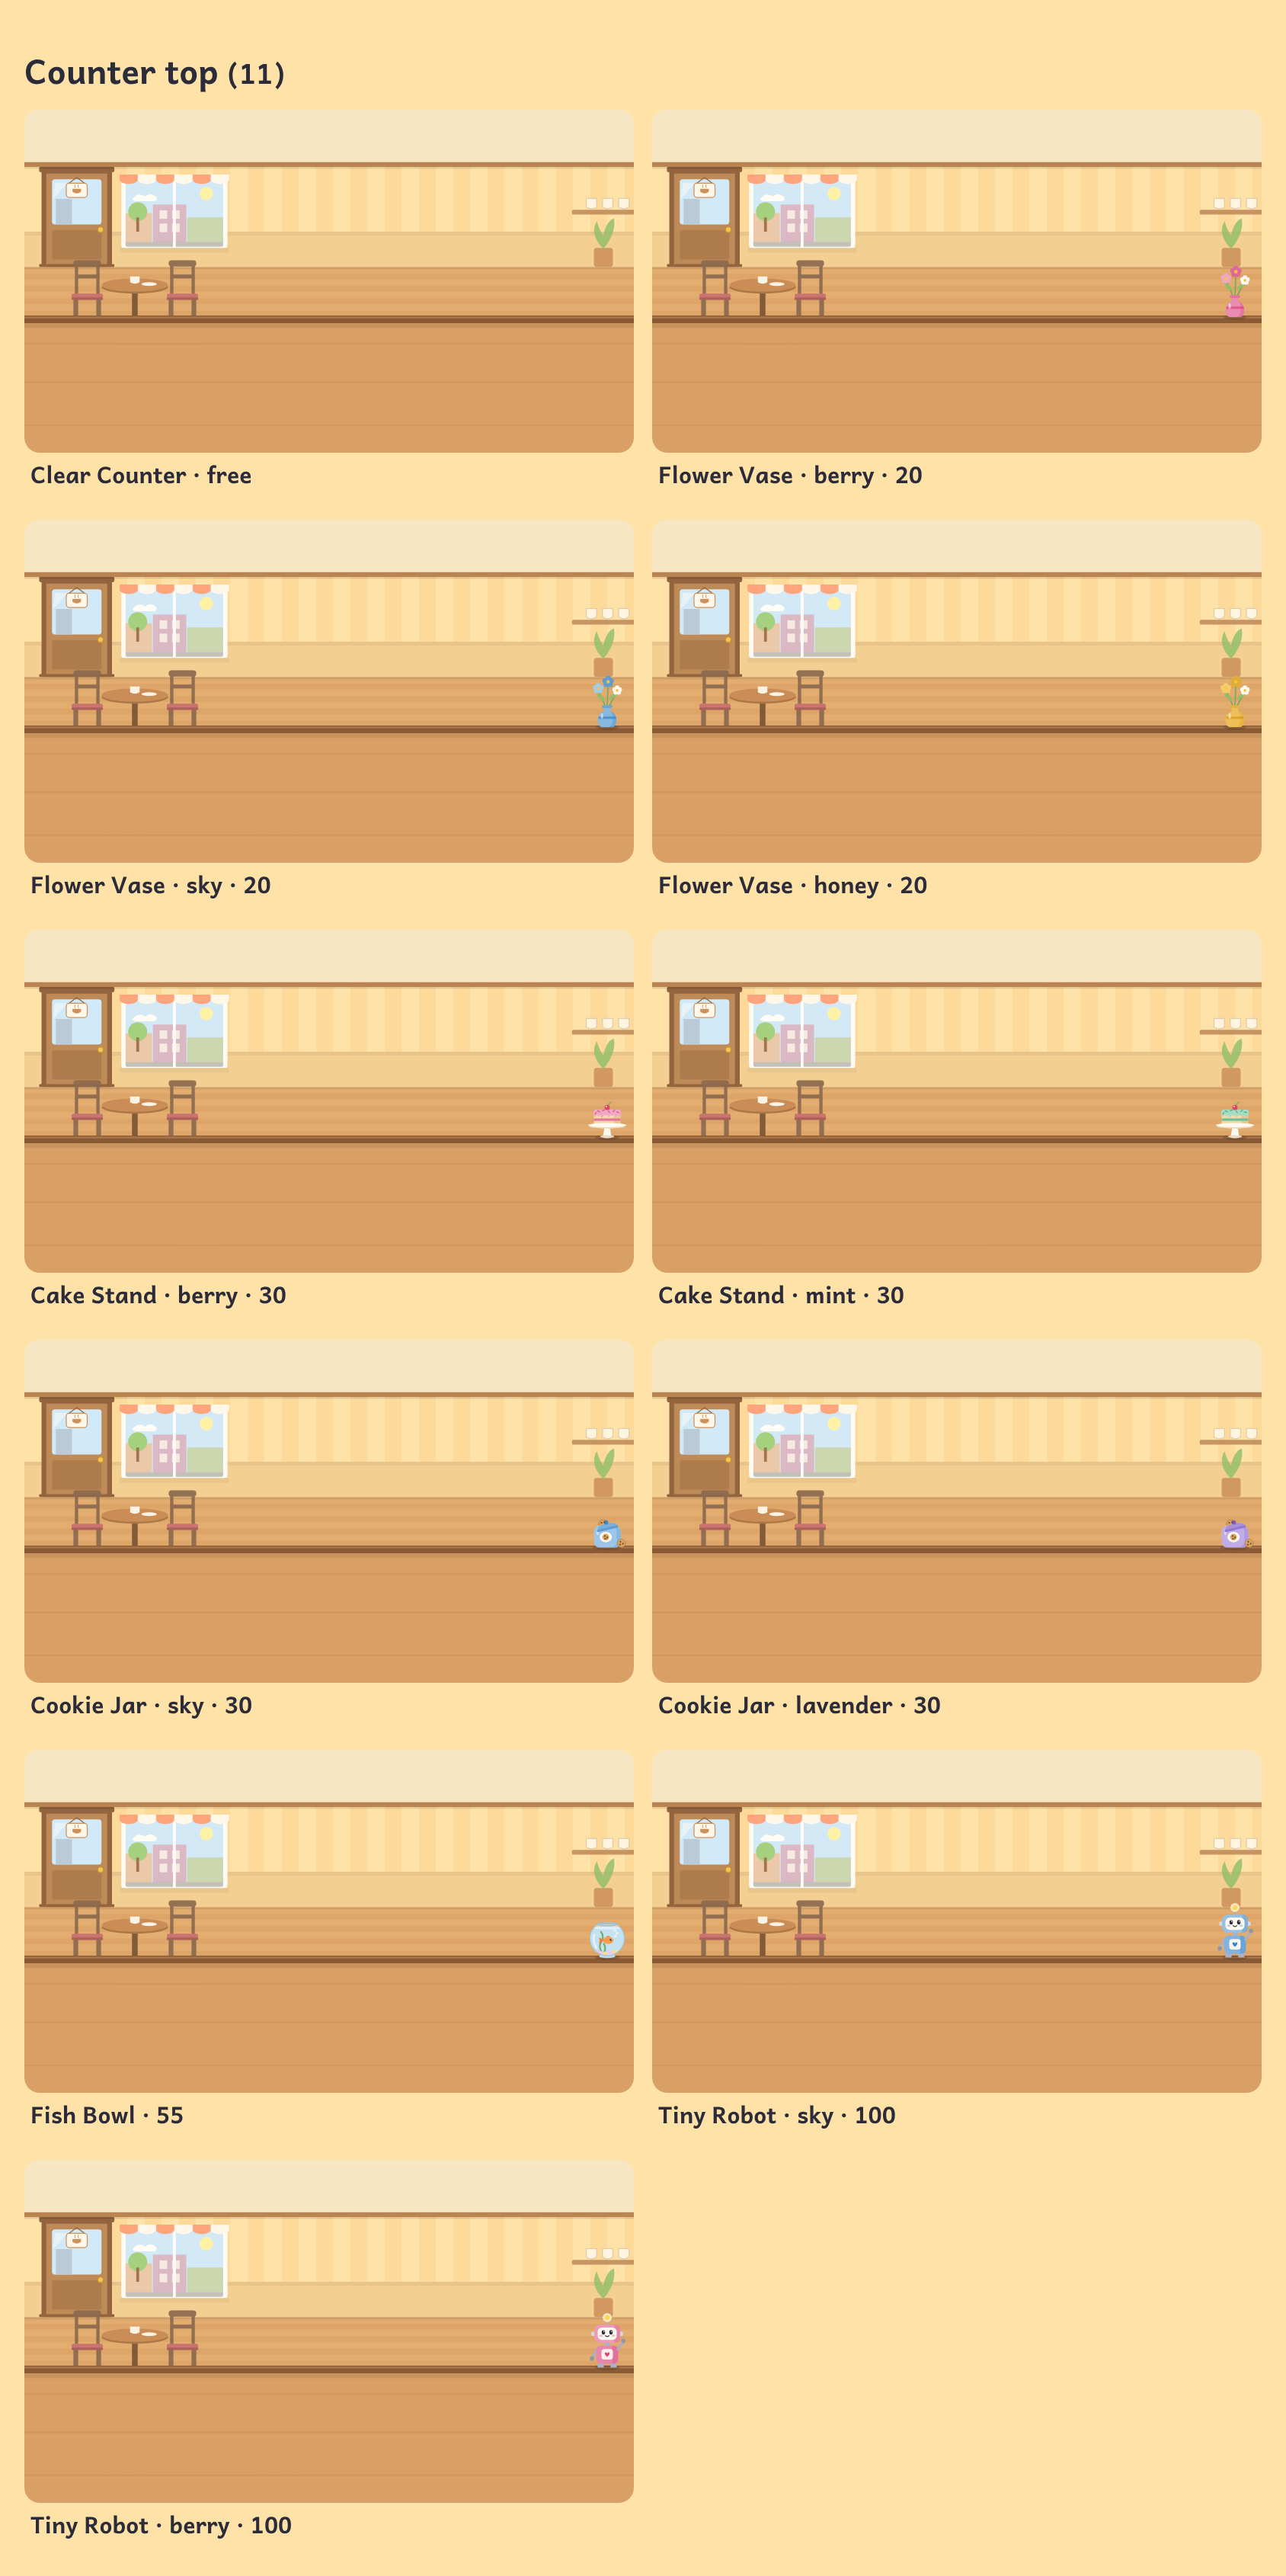 Counter top (11)
Clear Counter · free
Flower Vase · berry · 20
Flower Vase · sky · 20
Flower Vase · honey · 20
Cake Stand · berry · 30
Cake Stand · mint · 30
Cookie Jar · sky · 30
Cookie Jar · lavender · 30
Fish Bowl · 55
Tiny Robot · sky · 100
Tiny Robot · berry · 100